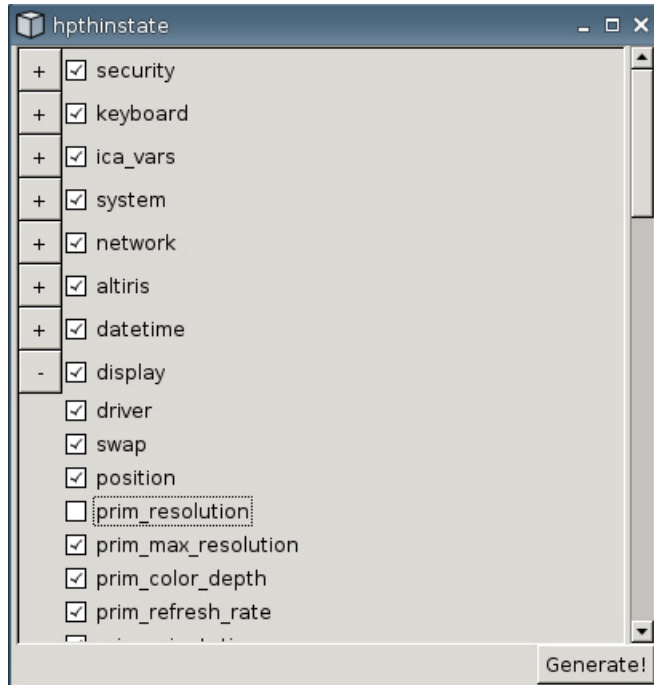 hpthinstate
+ security
+ keyboard
+ ica_vars
+ system
+ network
+ altiris
+ datetime
- display
driver
swap
position
prim_resolution
prim_max_resolution
prim_color_depth
prim_refresh_rate
Generate!